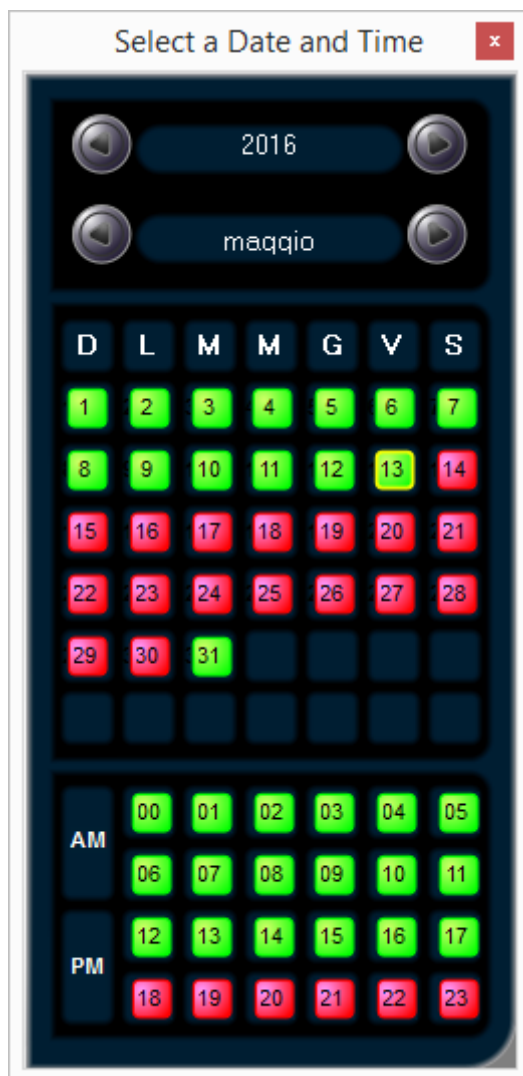 Select a Date and Time x
2016
maggio
D L M M G V S
1 2 3 4 5 6 7
8 9 10 11 12 13 14
15 16 17 18 19 20 21
22 23 24 25 26 27 28
29 30 31
AM 00 01 02 03 04 05
06 07 08 09 10 11
PM 12 13 14 15 16 17
18 19 20 21 22 23